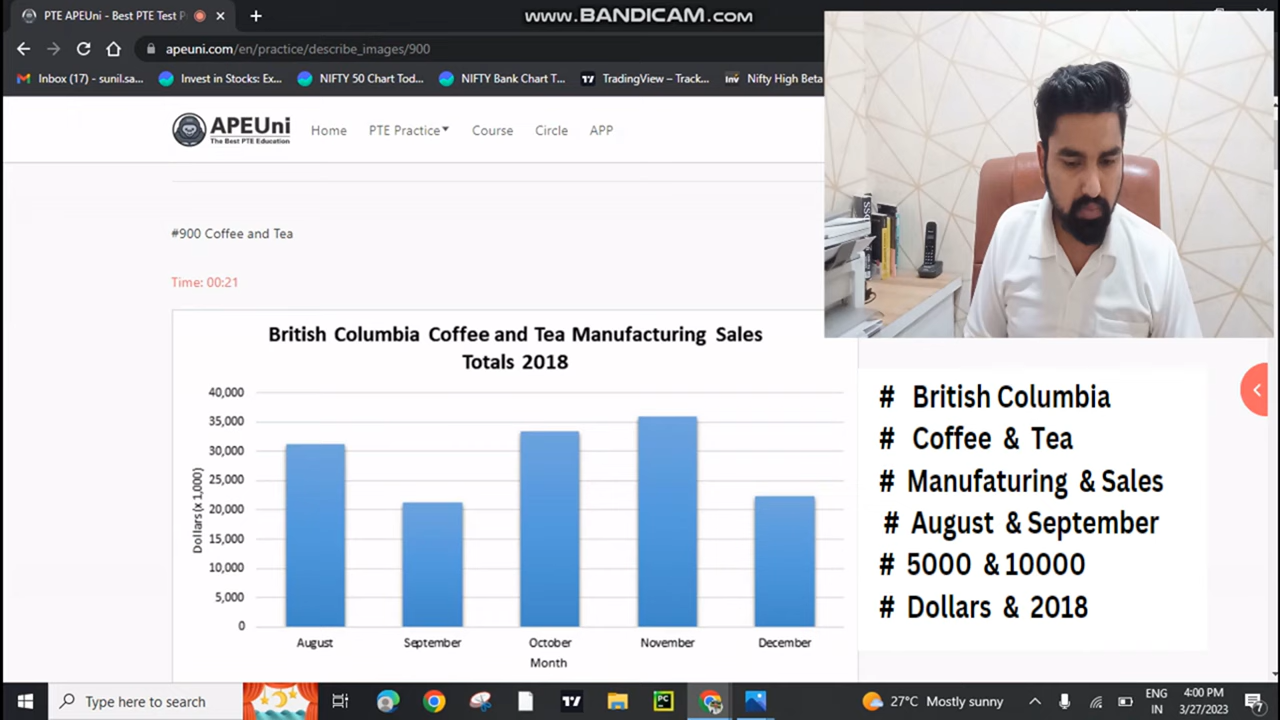 PTE APEUni - Best PTE Test P
WWW.BANDICAM.COM
apeuni.com/en/practice/describe_images/900
Inbox (17) - sunil.sa...
Invest in Stocks: Ex...
NIFTY 50 Chart Tod...
NIFTY Bank Chart T...
TradingView – Track...
Inv
Nifty High Beta
APEUni
The Best PTE Education
Home
PTE Practice
Course
Circle
APP
#900 Coffee and Tea
Time: 00:21
British Columbia Coffee and Tea Manufacturing Sales
Totals 2018
40,000
35,000
30,000
25,000
20,000
15,000
10,000
5,000
0
Dollars (x 1,000)
August
September
October
November
December
Month
# British Columbia
# Coffee & Tea
# Manufaturing & Sales
# August & September
# 5000 & 10000
# Dollars & 2018
Type here to search
PC
27°C Mostly sunny
ENG
IN
4:00 PM
3/27/2023
7